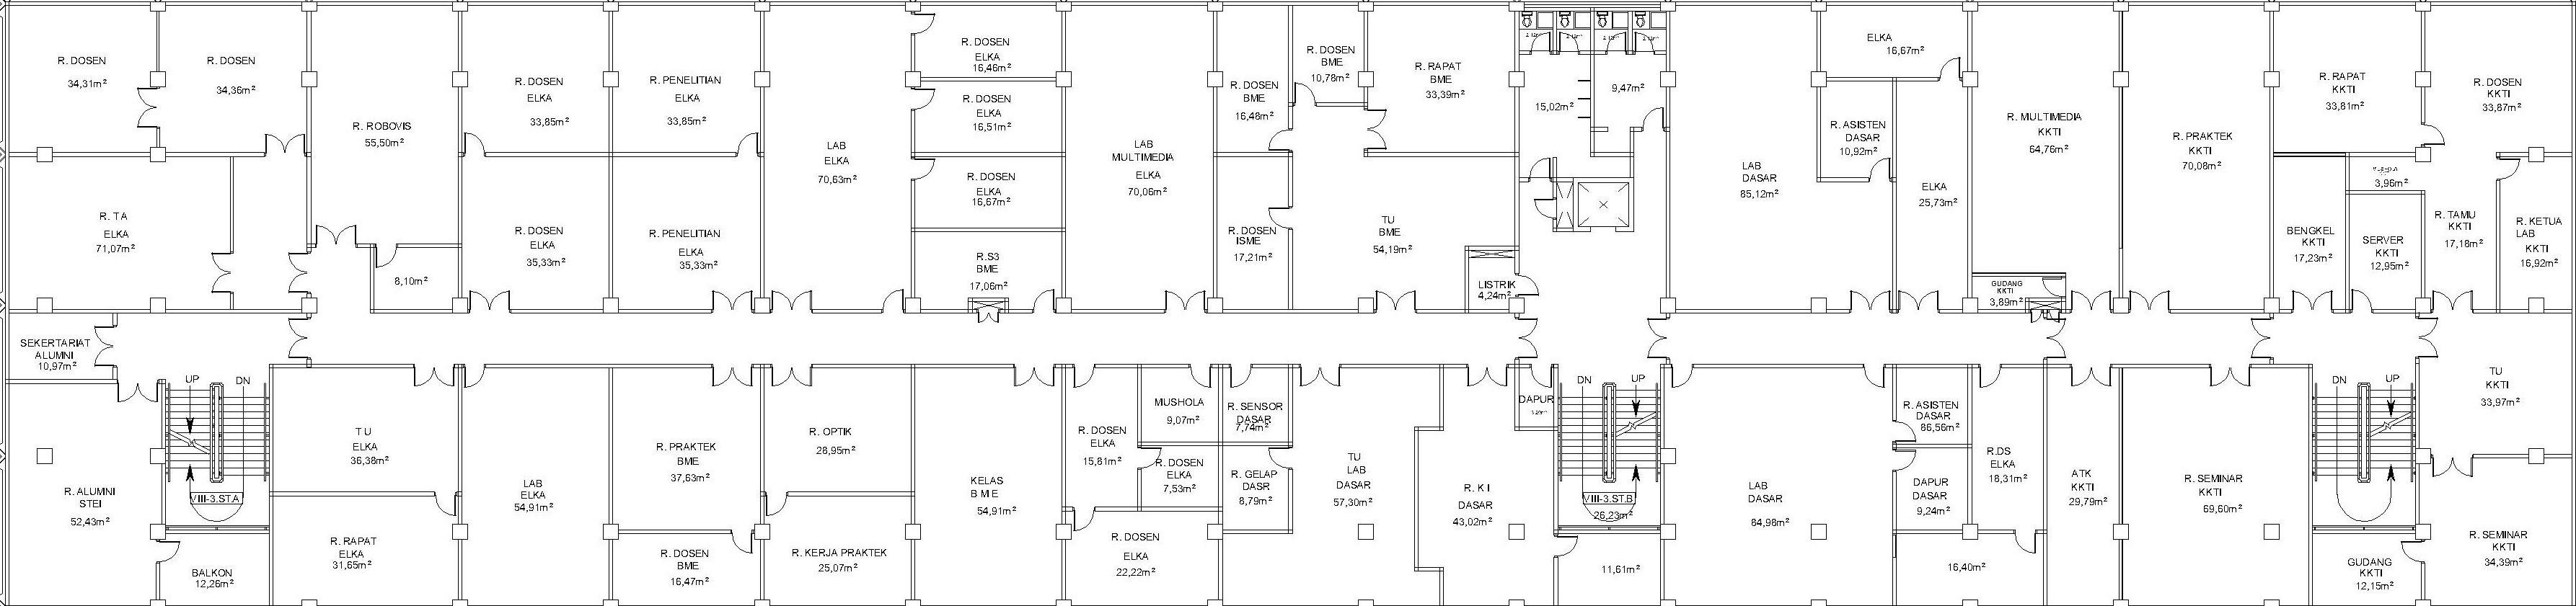 R. DOSEN
34,31m²
R. DOSEN
34,36m²
R. ROBOVIS
55,50m²
R. DOSEN
ELKA
33,85m²
R. PENELITIAN
ELKA
33,85m²
LAB
ELKA
70,63m²
R. DOSEN
ELKA
16,46m²
R. DOSEN
ELKA
16,51m²
R. DOSEN
ELKA
16,67m²
R.S3
BME
17,06m²
LAB
MULTIMEDIA
ELKA
70,06m²
R. DOSEN
BME
16,48m²
R. DOSEN
BME
10,78m²
R. RAPAT
BME
33,39m²
15,02m²
9,47m²
LAB
DASAR
85,12m²
ELKA
16,67m²
R. ASISTEN
DASAR
10,92m²
ELKA
25,73m²
R. MULTIMEDIA
KKTI
64,76m²
R. PRAKTEK
KKTI
70,08m²
R. RAPAT
KKTI
33,81m²
R. DOSEN
KKTI
33,87m²
3,96m²
R. TA
ELKA
71,07m²
8,10m²
R. DOSEN
ELKA
35,33m²
R. PENELITIAN
ELKA
35,33m²
R. DOSEN
ISME
17,21m²
TU
BME
54,19m²
LISTRIK
4,24m²
GUDANG
KKTI
3,89m²
BENGKEL
KKTI
17,23m²
SERVER
KKTI
12,95m²
R. TAMU
KKTI
17,18m²
R. KETUA
LAB
KKTI
16,92m²
SEKERTARIAT
ALUMNI
10,97m²
UP
DN
VIII-3.ST.A
R. ALUMNI
STEI
52,43m²
BALKON
12,26m²
TU
ELKA
36,38m²
R. RAPAT
ELKA
31,65m²
LAB
ELKA
54,91m²
R. PRAKTEK
BME
37,63m²
R. DOSEN
BME
16,47m²
R. OPTIK
28,95m²
R. KERJA PRAKTEK
25,07m²
KELAS
BME
54,91m²
R. DOSEN
ELKA
15,81m²
MUSHOLA
9,07m²
R. DOSEN
ELKA
7,53m²
R. DOSEN
ELKA
22,22m²
R. SENSOR
DASAR
7,74m²
R. GELAP
DASR
8,79m²
TU
LAB
DASAR
57,30m²
R. KI
DASAR
43,02m²
DAPUR
DN
UP
VIII-3.ST.B
26,23m²
11,61m²
LAB
DASAR
84,98m²
R. ASISTEN
DASAR
86,56m²
DAPUR
DASAR
9,24m²
R.DS
ELKA
18,31m²
16,40m²
ATK
KKTI
29,79m²
R. SEMINAR
KKTI
69,60m²
DN
UP
GUDANG
KKTI
12,15m²
TU
KKTI
33,97m²
R. SEMINAR
KKTI
34,39m²